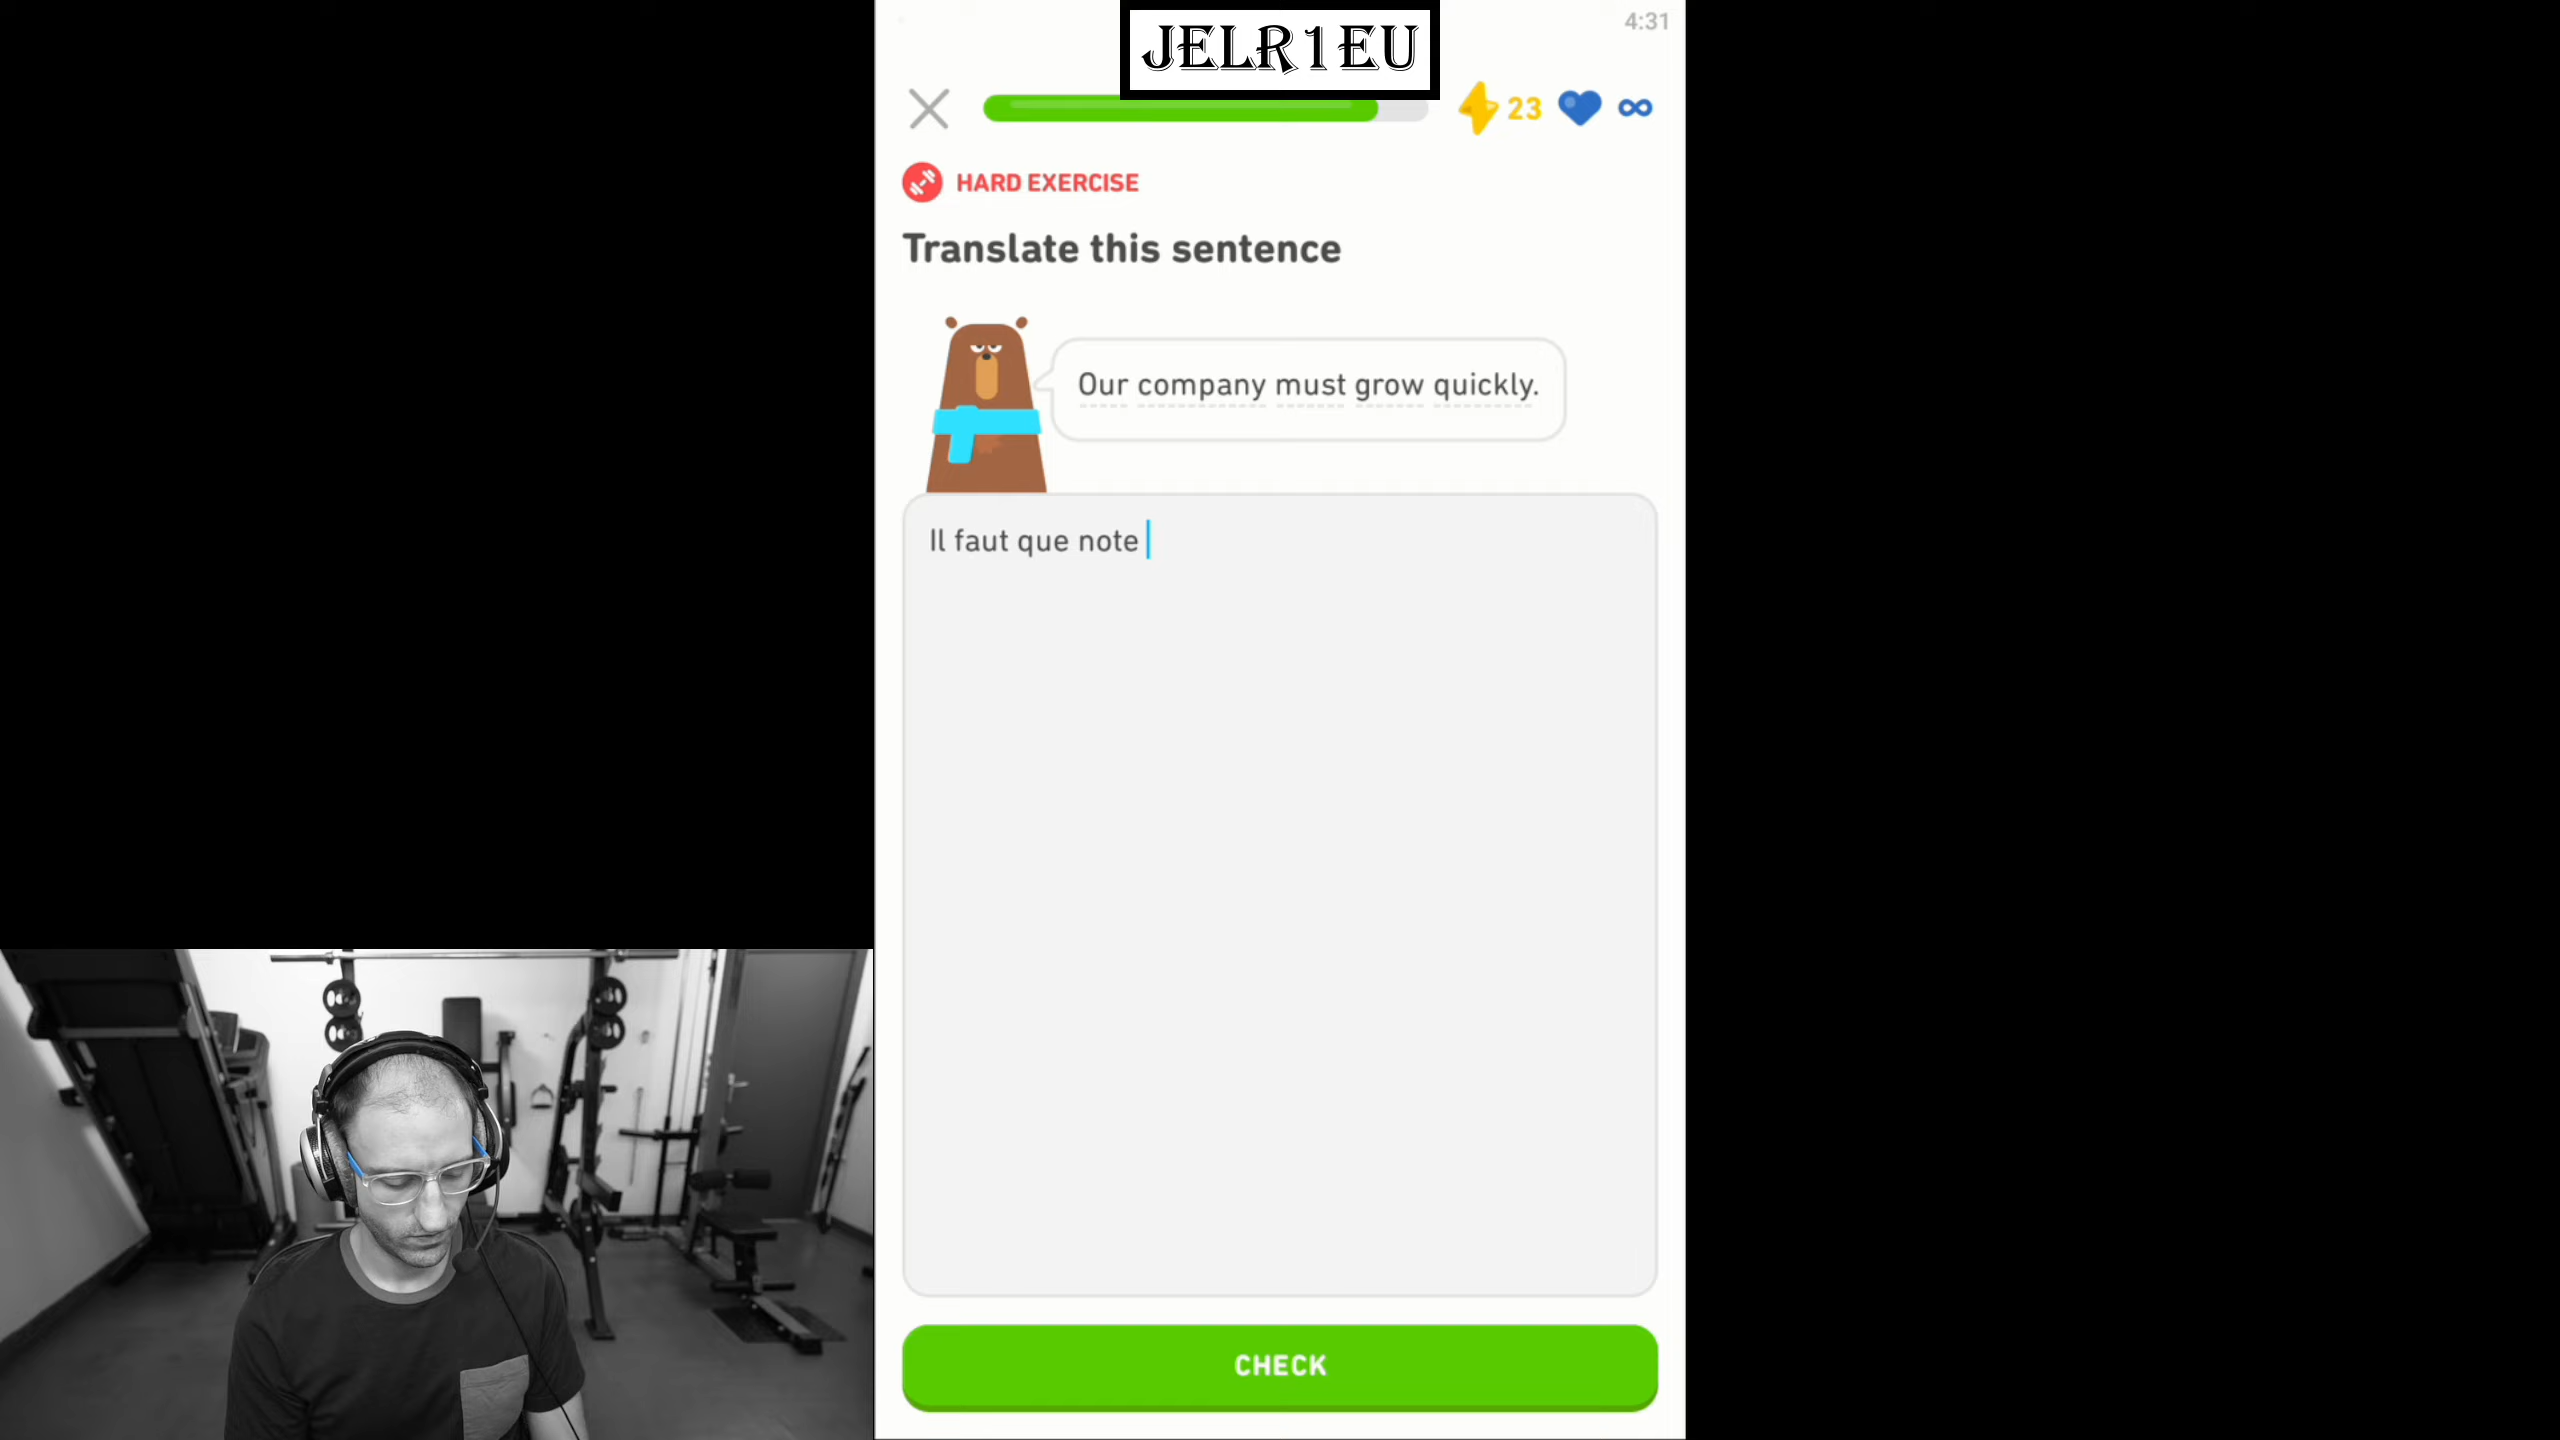 JELR1EU
4:31
23
HARD EXERCISE
Translate this sentence
Our company must grow quickly.
Il faut que note
CHECK